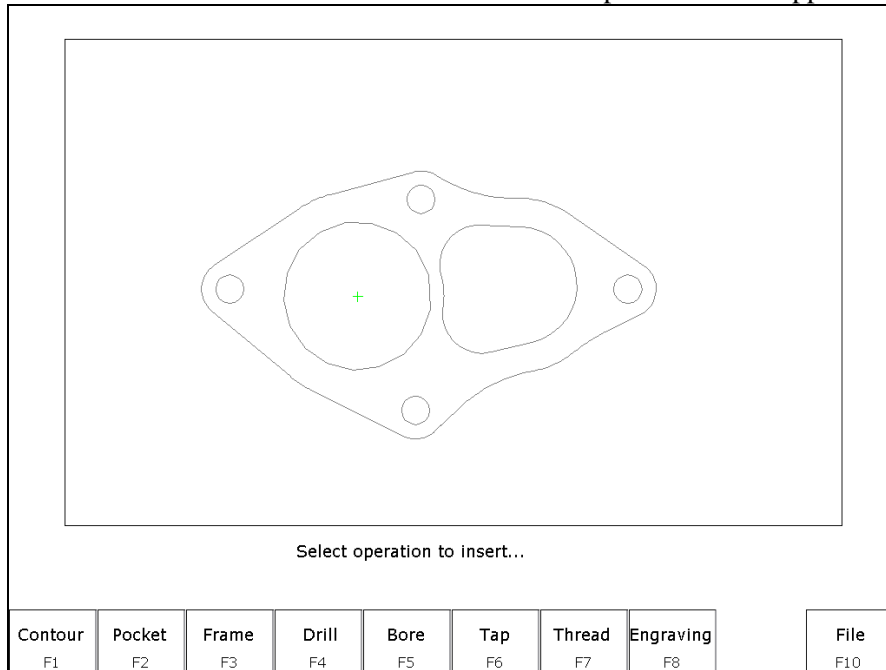 Select operation to insert...
Contour Pocket Frame Drill Bore Tap Thread Engraving File
F1 F2 F3 F4 F5 F6 F7 F8 F10